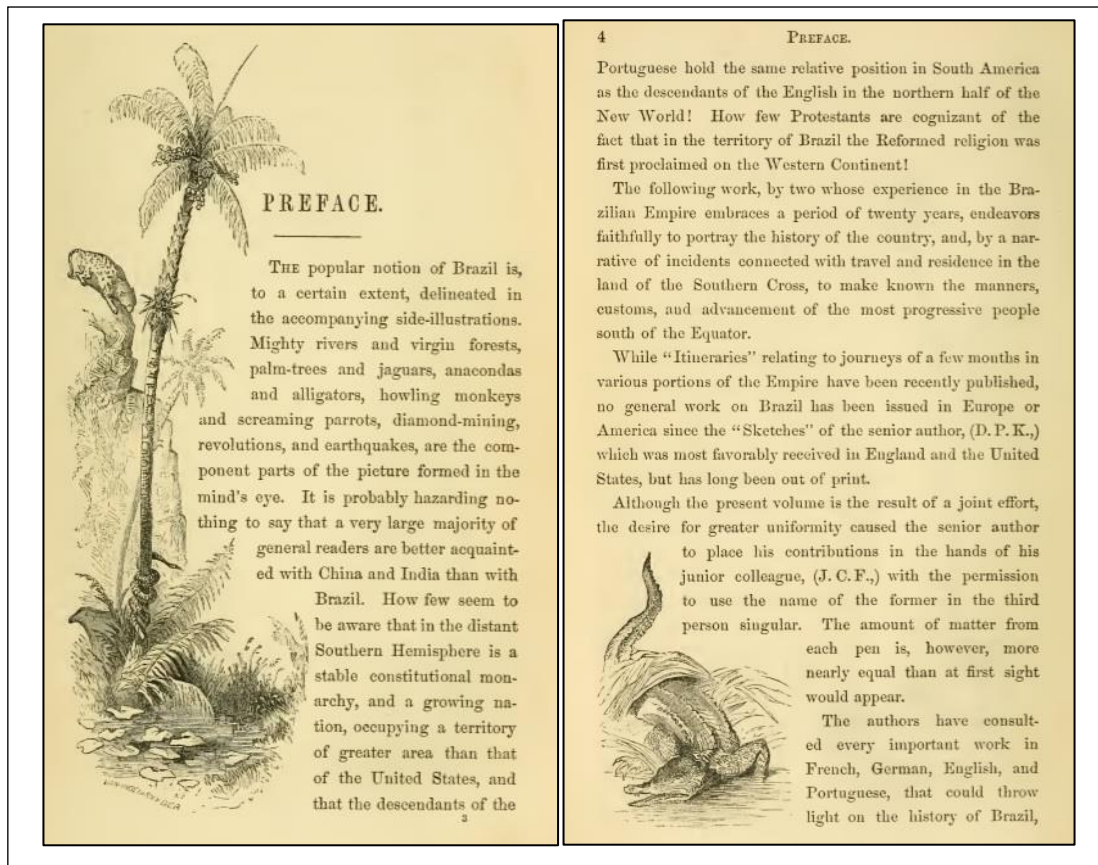 PREFACE.
THE popular notion of Brazil is,
to a certain extent, delineated in
the accompanying side-illustrations.
Mighty rivers and virgin forests,
palm-trees and jaguars, anacondas
and alligators, howling monkeys
and screaming parrots, diamond-mining,
revolutions, and earthquakes, are the com-
ponent parts of the picture formed in the
mind's eye. It is probably hazarding no-
thing to say that a very large majority of
general readers are better acquaint-
ed with China and India than with
Brazil. How few seem to
be aware that in the distant
Southern Hemisphere is a
stable constitutional mon-
archy, and a growing na-
tion, occupying a territory
of greater area than that
of the United States, and
that the descendants of the
3
4 PREFACE.
Portuguese hold the same relative position in South America
as the descendants of the English in the northern half of the
New World! How few Protestants are cognizant of the
fact that in the territory of Brazil the Reformed religion was
first proclaimed on the Western Continent!
The following work, by two whose experience in the Bra-
zilian Empire embraces a period of twenty years, endeavors
faithfully to portray the history of the country, and, by a nar-
rative of incidents connected with travel and residence in the
land of the Southern Cross, to make known the manners,
customs, and advancement of the most progressive people
south of the Equator.
While "Itineraries" relating to journeys of a few months in
various portions of the Empire have been recently published,
no general work on Brazil has been issued in Europe or
America since the "Sketches" of the senior author, (D. P. K.,)
which was most favorably received in England and the United
States, but has long been out of print.
Although the present volume is the result of a joint effort,
the desire for greater uniformity caused the senior author
to place his contributions in the hands of his
junior colleague, (J. C. F.,) with the permission
to use the name of the former in the third
person singular. The amount of matter from
each pen is, however, more
nearly equal than at first sight
would appear.
The authors have consult-
ed every important work in
French, German, English, and
Portuguese, that could throw
light on the history of Brazil,